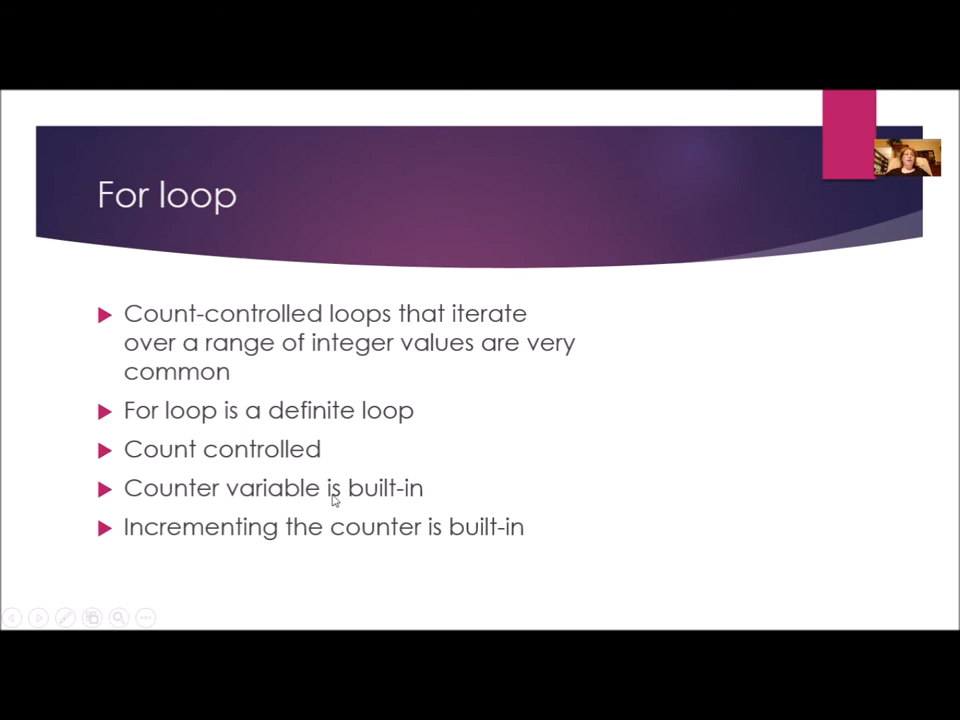 For loop
Count-controlled loops that iterate
over a range of integer values are very
common
For loop is a definite loop
Count controlled
Counter variable is built-in
Incrementing the counter is built-in